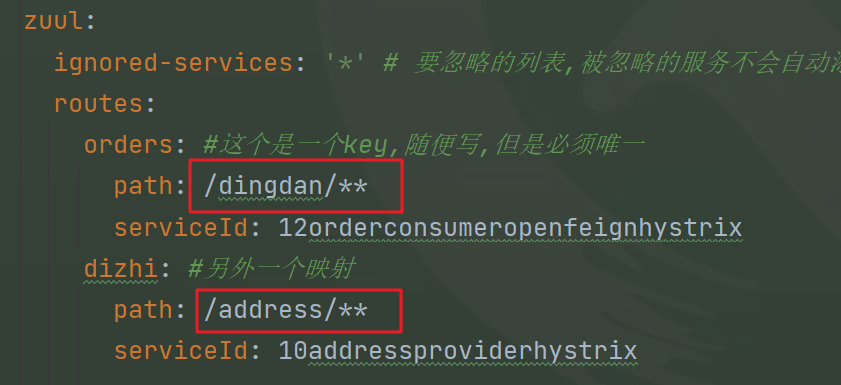 zuul:
ignored-services: '*' # 要忽略的列表,被忽略的服务不会自动
routes:
orders: #这个是一个key,随便写,但是必须唯一
path: /dingdan/**
serviceId: 12orderconsumeropenfeignhystrix
dizhi: #另外一个映射
path: /address/**
serviceId: 10addressproviderhystrix